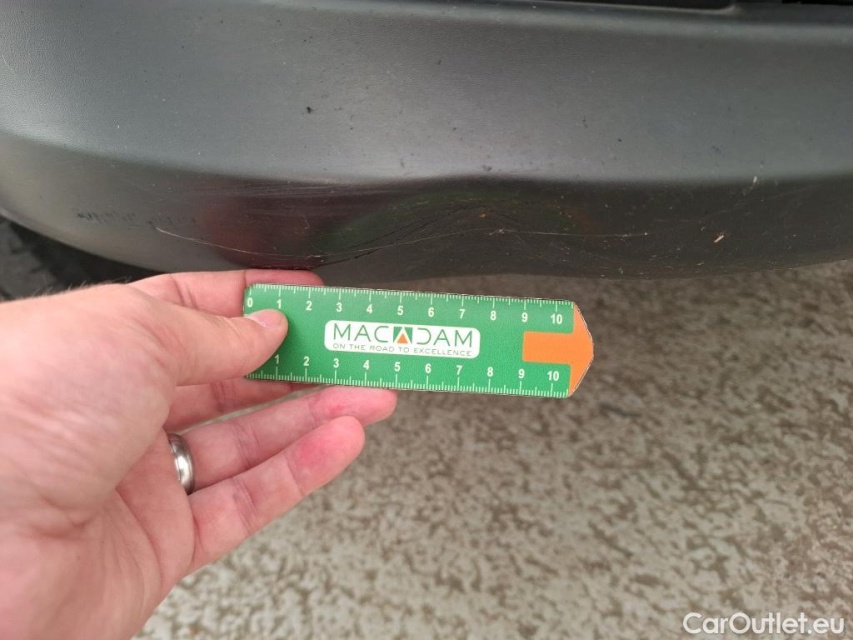 0 1 2 3 4 5 6 7 8 9 10
MACADAM
ON THE ROAD TO EXCELLENCE
1 2 3 4 5 6 7 8 9 10
CarOutlet.eu